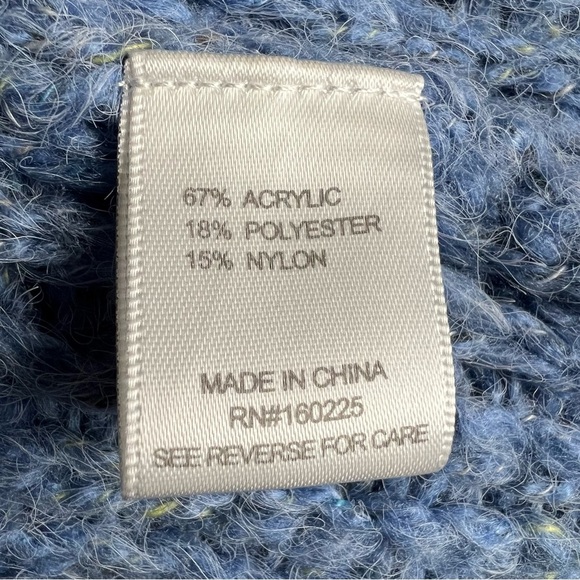 67% ACRYLIC
18% POLYESTER
15% NYLON
MADE IN CHINA
RN#160225
SEE REVERSE FOR CARE